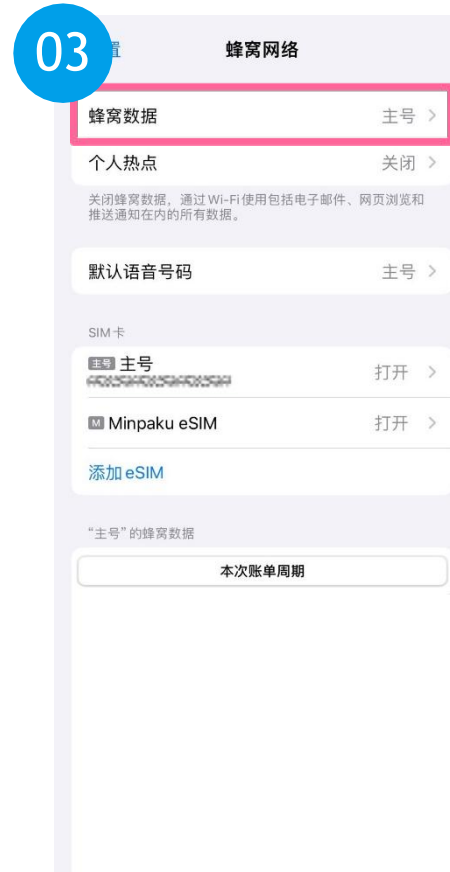 03
置
蜂窝网络
蜂窝数据 主号
个人热点 关闭
关闭蜂窝数据，通过Wi-Fi使用包括电子邮件、网页浏览和
推送通知在内的所有数据。
默认语音号码 主号
SIM卡
主号 主号
打开
M Minpaku eSIM 打开
添加 eSIM
“主号”的蜂窝数据
本次账单周期